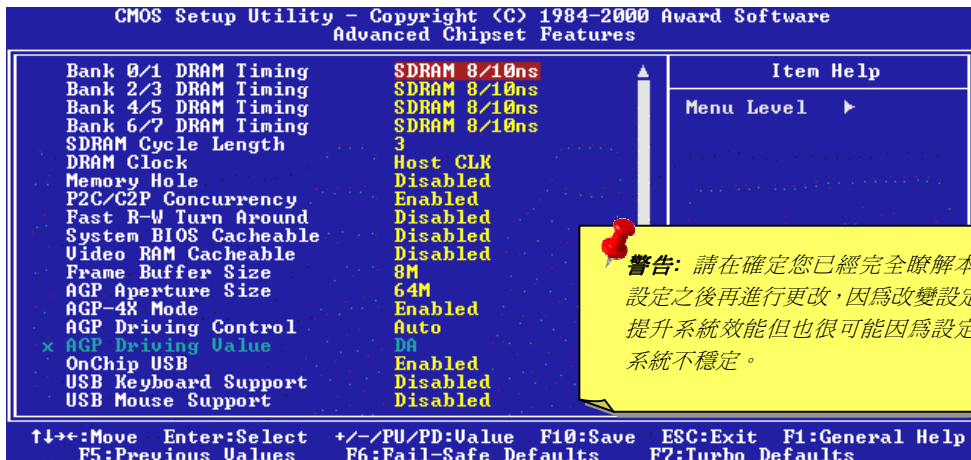 CMOS Setup Utility - Copyright (C) 1984-2000 Award Software
Advanced Chipset Features
Bank 0/1 DRAM Timing SDRAM 8/10ns
Bank 2/3 DRAM Timing SDRAM 8/10ns
Bank 4/5 DRAM Timing SDRAM 8/10ns
Bank 6/7 DRAM Timing SDRAM 8/10ns
SDRAM Cycle Length 3
DRAM Clock Host CLK
Memory Hole Disabled
P2C/C2P Concurrency Enabled
Fast R-W Turn Around Disabled
System BIOS Cacheable Disabled
Video RAM Cacheable Disabled
Frame Buffer Size 8M
AGP Aperture Size 64M
AGP-4X Mode Enabled
AGP Driving Control Auto
x AGP Driving Value DA
OnChip USB Enabled
USB Keyboard Support Disabled
USB Mouse Support Disabled
Item Help
Menu Level ►
警告: 請在確定您已經完全瞭解本
設定之後再進行更改，因爲改變設定
提升系統效能但也很可能因爲設定
系統不穩定。
↑↓→←:Move Enter:Select +/-/PU/PD:Value F10:Save ESC:Exit F1:General Help
F5:Previous Values F6:Fail-Safe Defaults F7:Turbo Defaults